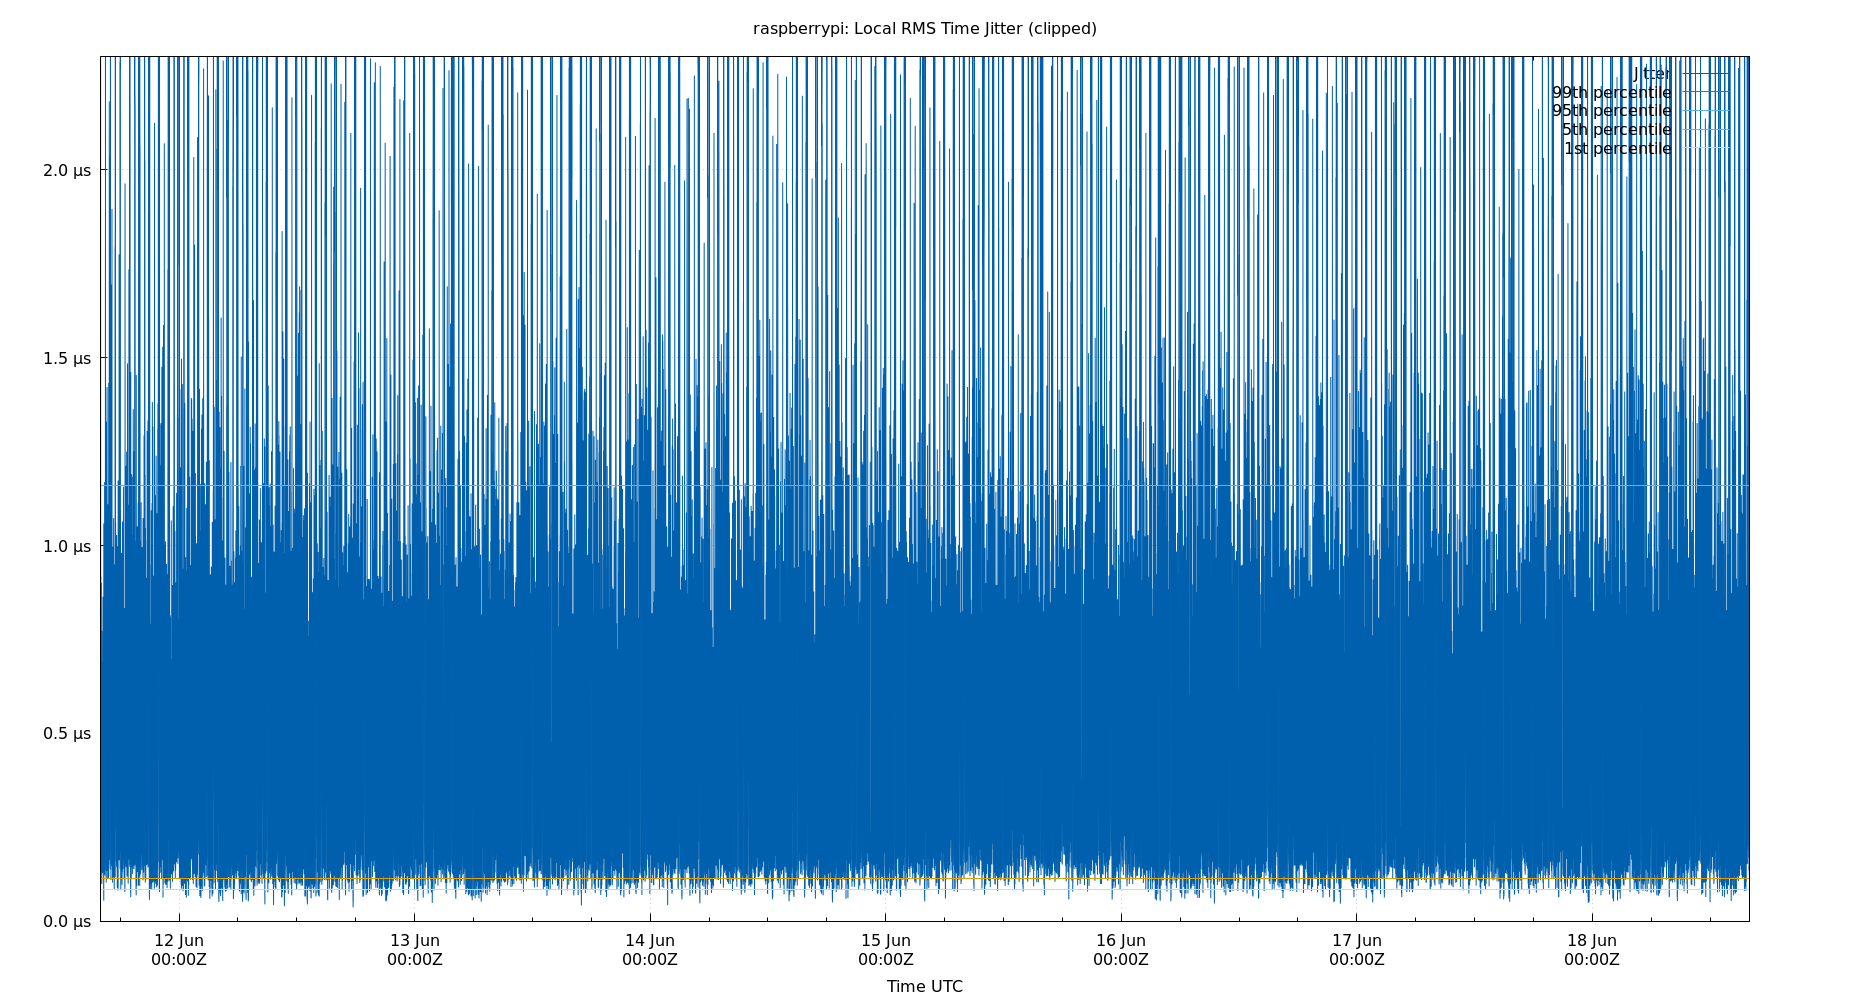 raspberrypi: Local RMS Time Jitter (clipped)
Jitter
99th percentile
95th percentile
5th percentile
1st percentile
2.0 μs
1.5 μs
1.0 μs
0.5 μs
0.0 μs
12 Jun 13 Jun 14 Jun 15 Jun 16 Jun 17 Jun 18 Jun
00:00Z 00:00Z 00:00Z 00:00Z 00:00Z 00:00Z 00:00Z
Time UTC